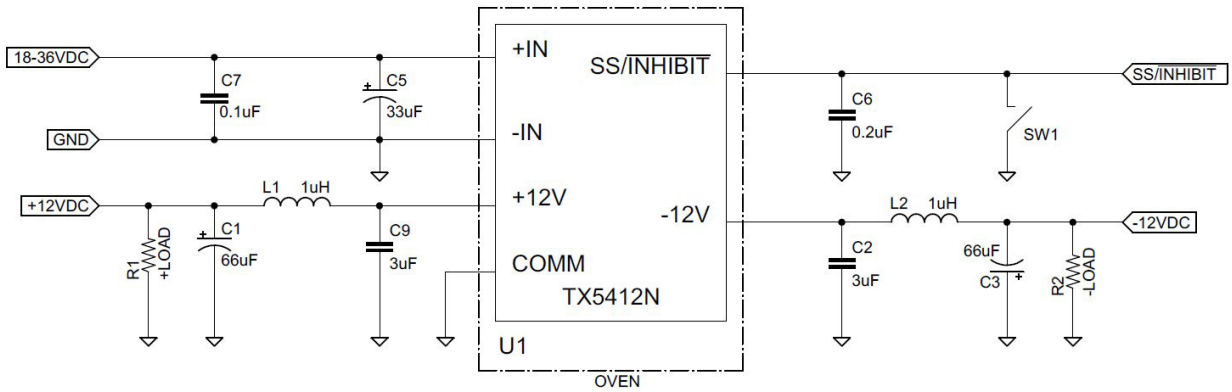 18-36VDC
C7
0.1uF
C5
33uF
GND
+12VDC
R1
+LOAD
C1
66uF
L1 1uH
C9
3uF
+IN
-IN
+12V
COMM
SS/INHIBIT
-12V
TX5412N
U1
OVEN
C6
0.2uF
SW1
SS/INHIBIT
C2
3uF
L2 1uH
66uF
C3
R2
-LOAD
-12VDC